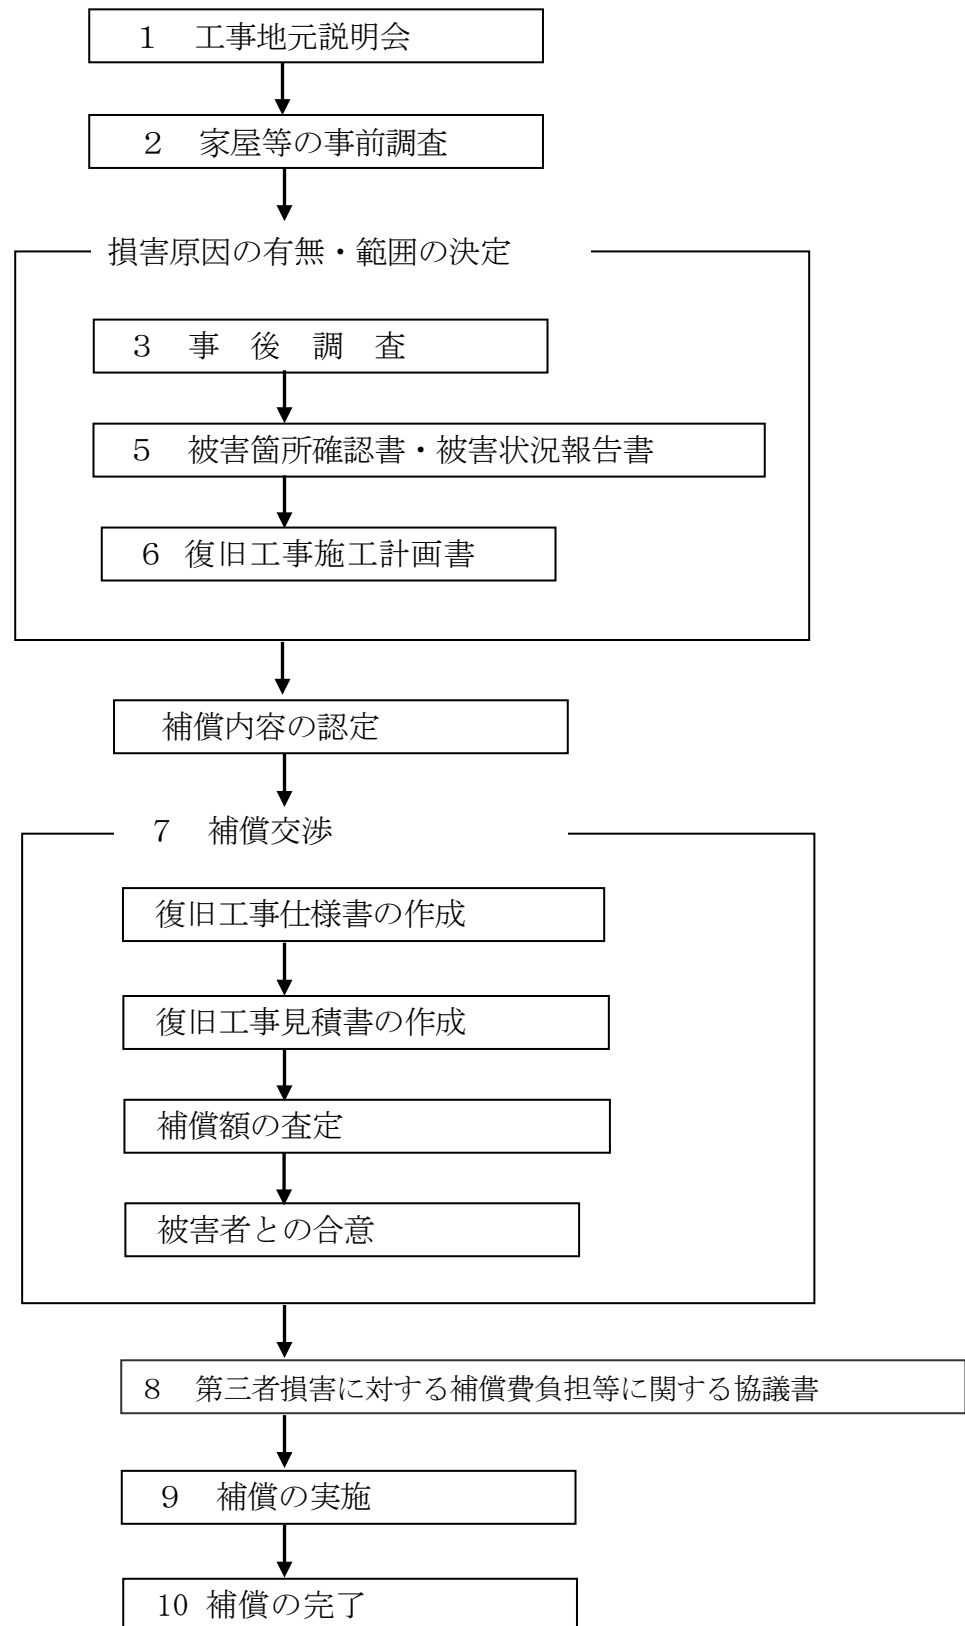 １　工事地元説明会
２　家屋等の事前調査
損害原因の有無・範囲の決定
３　事　後　調　査
５　被害箇所確認書・被害状況報告書
６ 復旧工事施工計画書
補償内容の認定
７　補償交渉
復旧工事仕様書の作成
復旧工事見積書の作成
補償額の査定
被害者との合意
８　第三者損害に対する補償費負担等に関する協議書
９　補償の実施
10 補償の完了